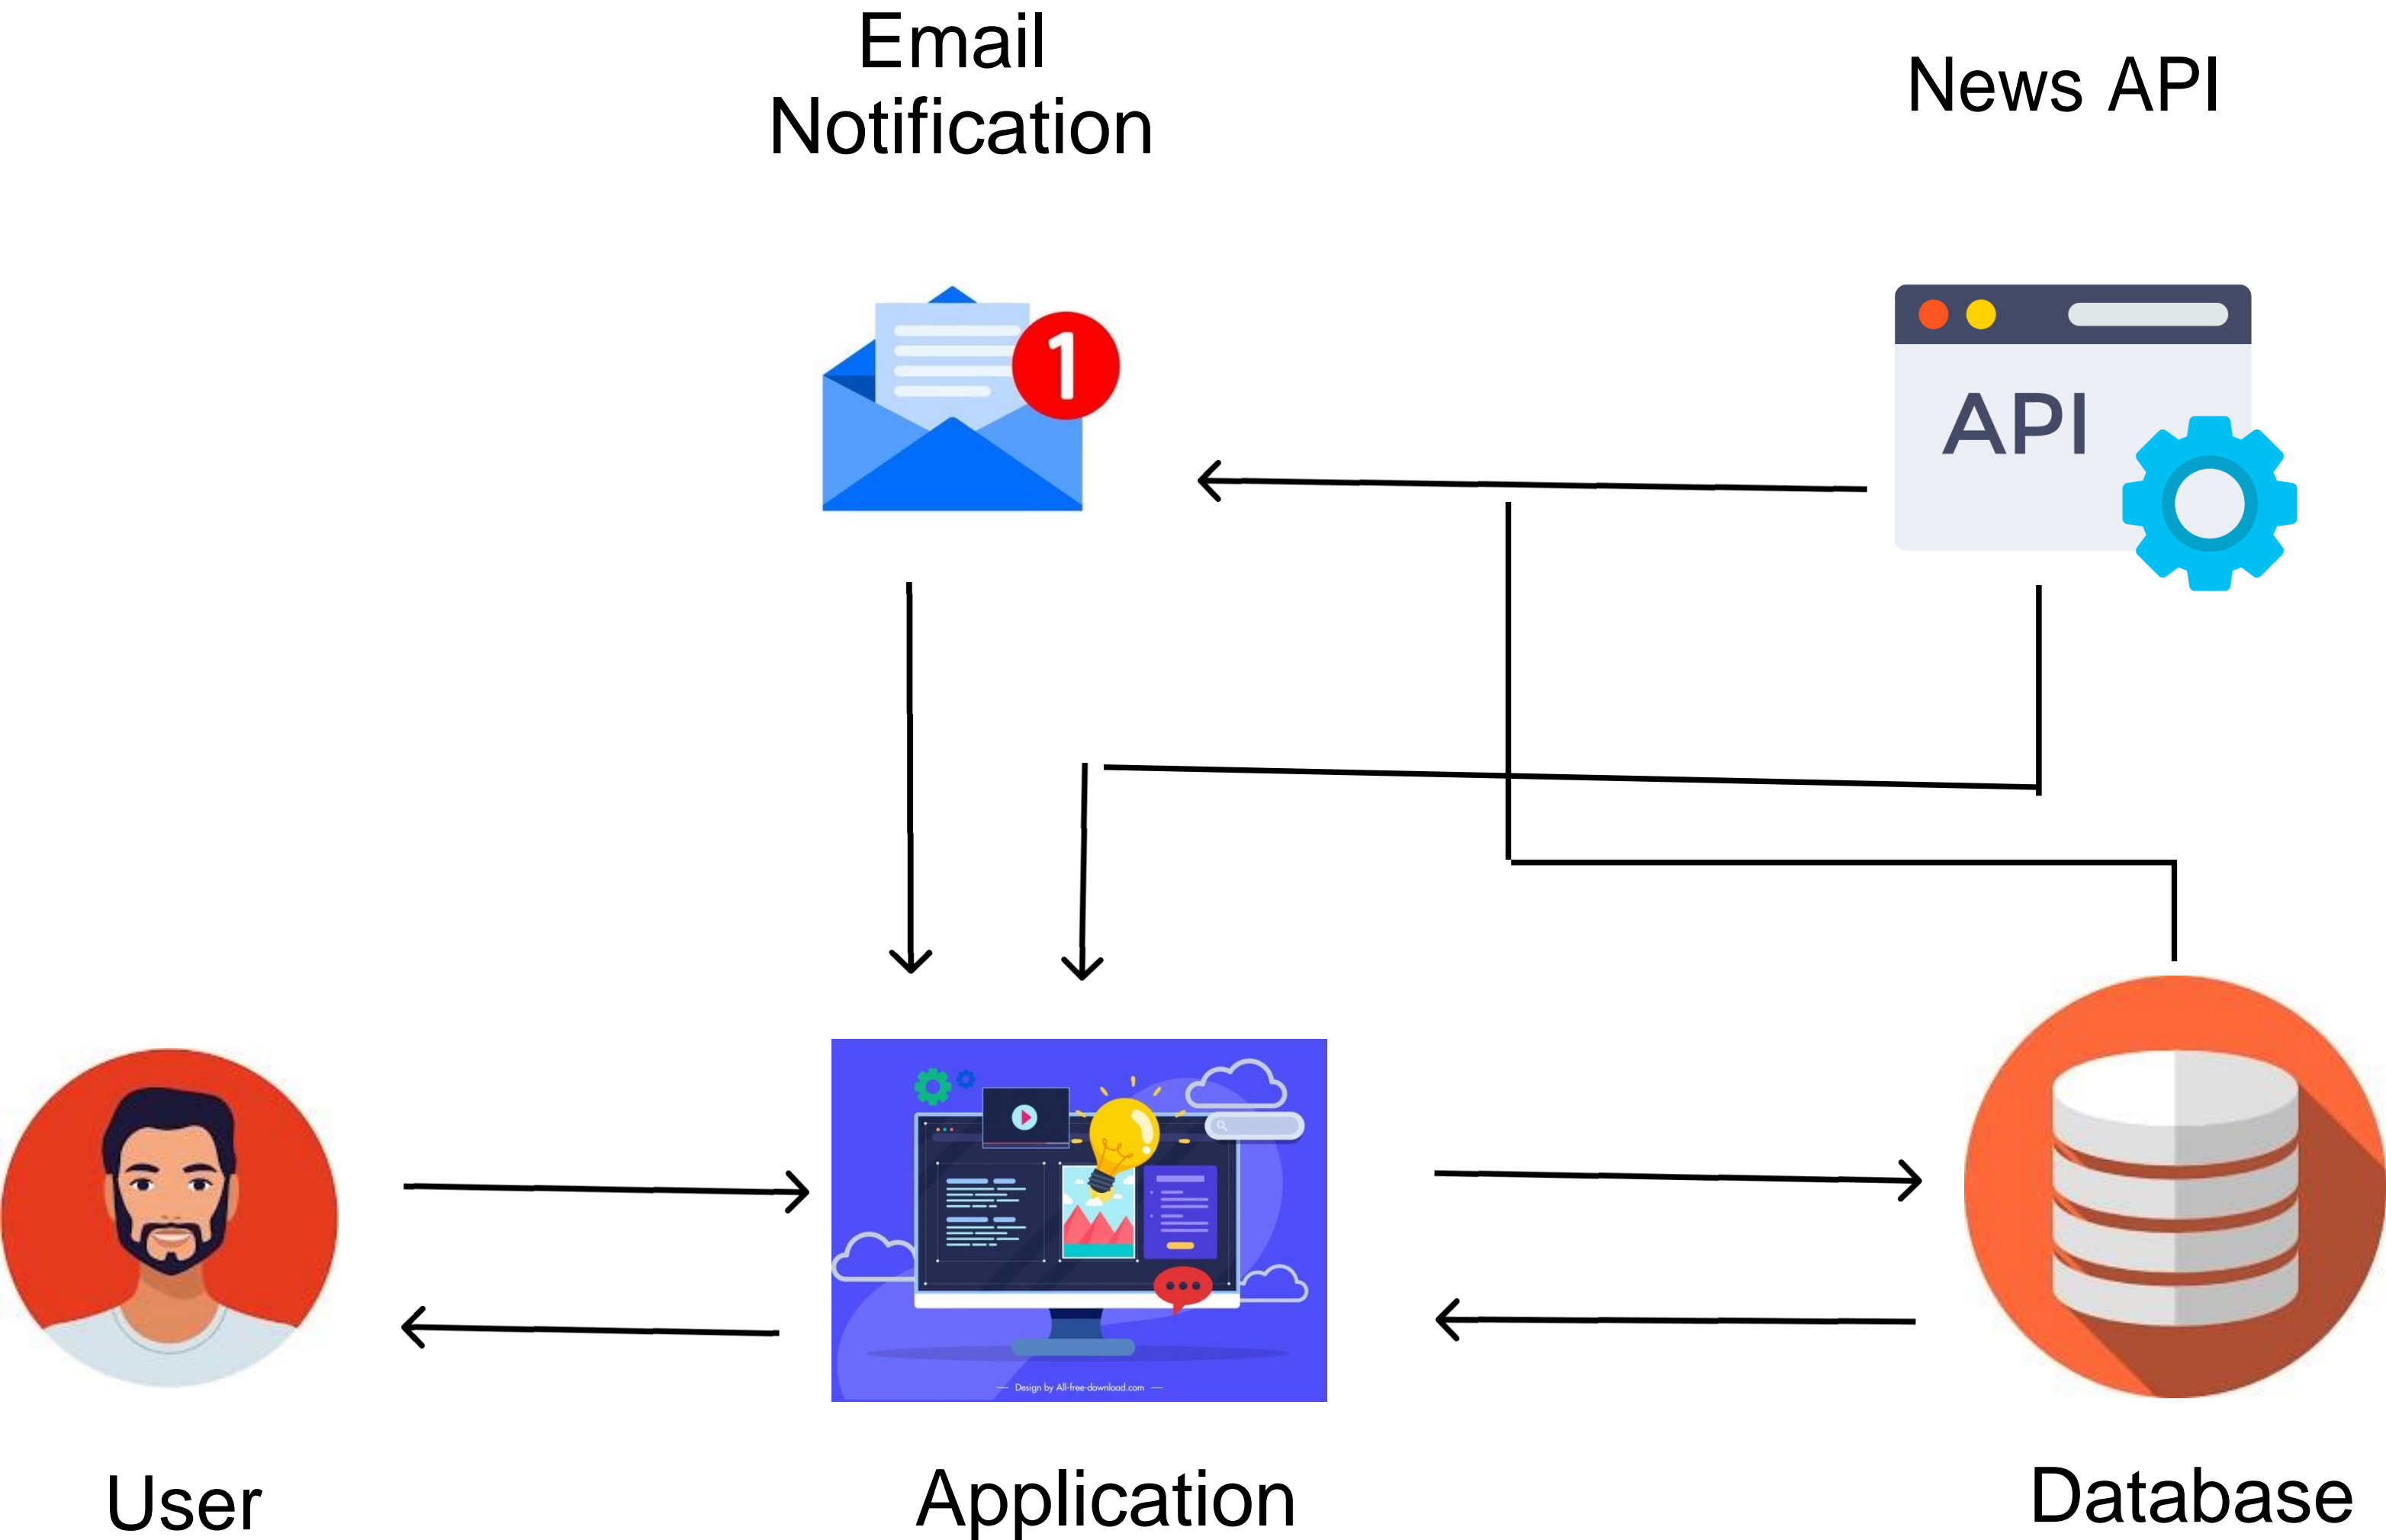 Email
Notification
News API
1
API
Design by All-free-download.com
User
Application
Database